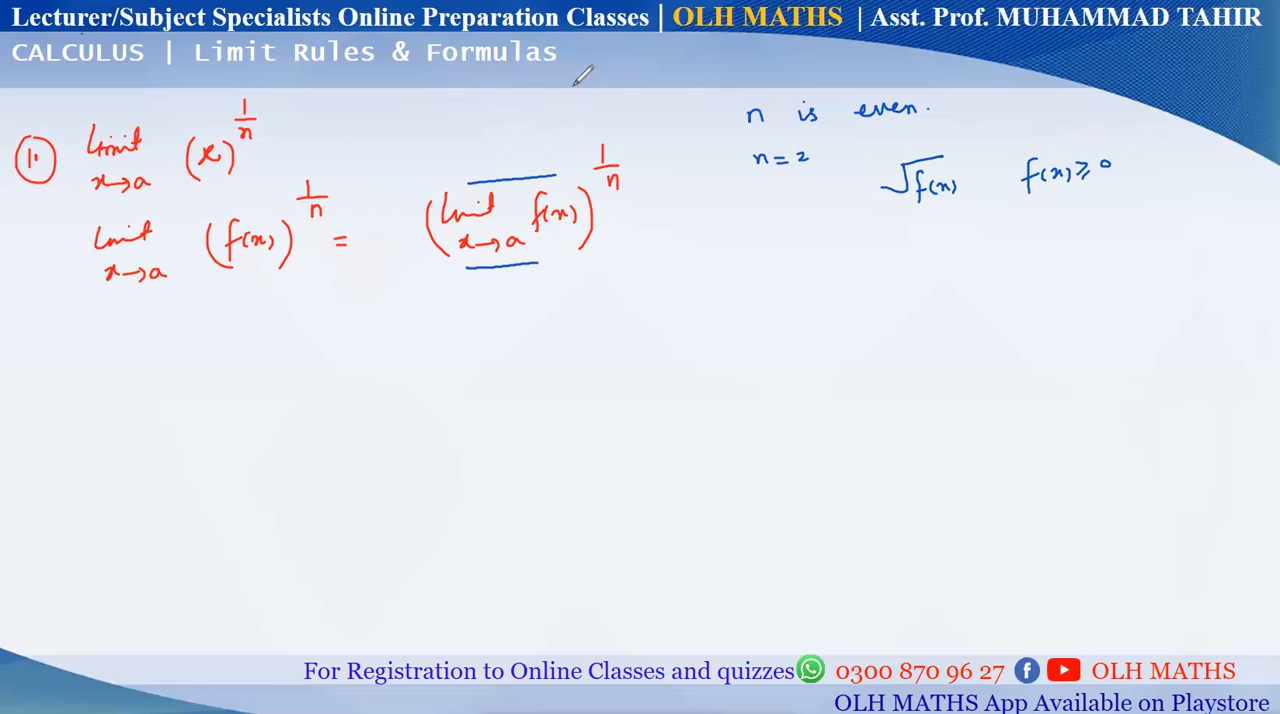 Lecturer/Subject Specialists Online Preparation Classes | OLH MATHS | Asst. Prof. MUHAMMAD TAHIR
CALCULUS | Limit Rules & Formulas
10. Limit x→a (x)^(1/n)
Limit x→a (f(x))^(1/n) = (Limit x→a f(x))^(1/n)
n is even.
n = 2 √f(x) f(x) ≥ 0
For Registration to Online Classes and quizzes 0300 870 96 27 OLH MATHS
OLH MATHS App Available on Playstore